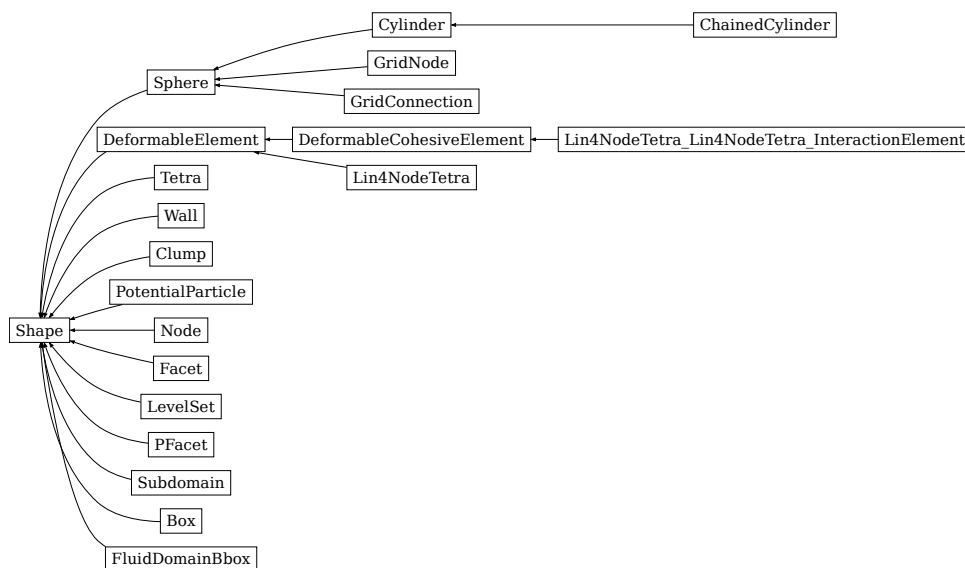 Cylinder
ChainedCylinder
GridNode
Sphere
GridConnection
DeformableElement
DeformableCohesiveElement
Lin4NodeTetra_Lin4NodeTetra_InteractionElement
Tetra
Lin4NodeTetra
Wall
Clump
PotentialParticle
Shape
Node
Facet
LevelSet
PFacet
Subdomain
Box
FluidDomainBbox